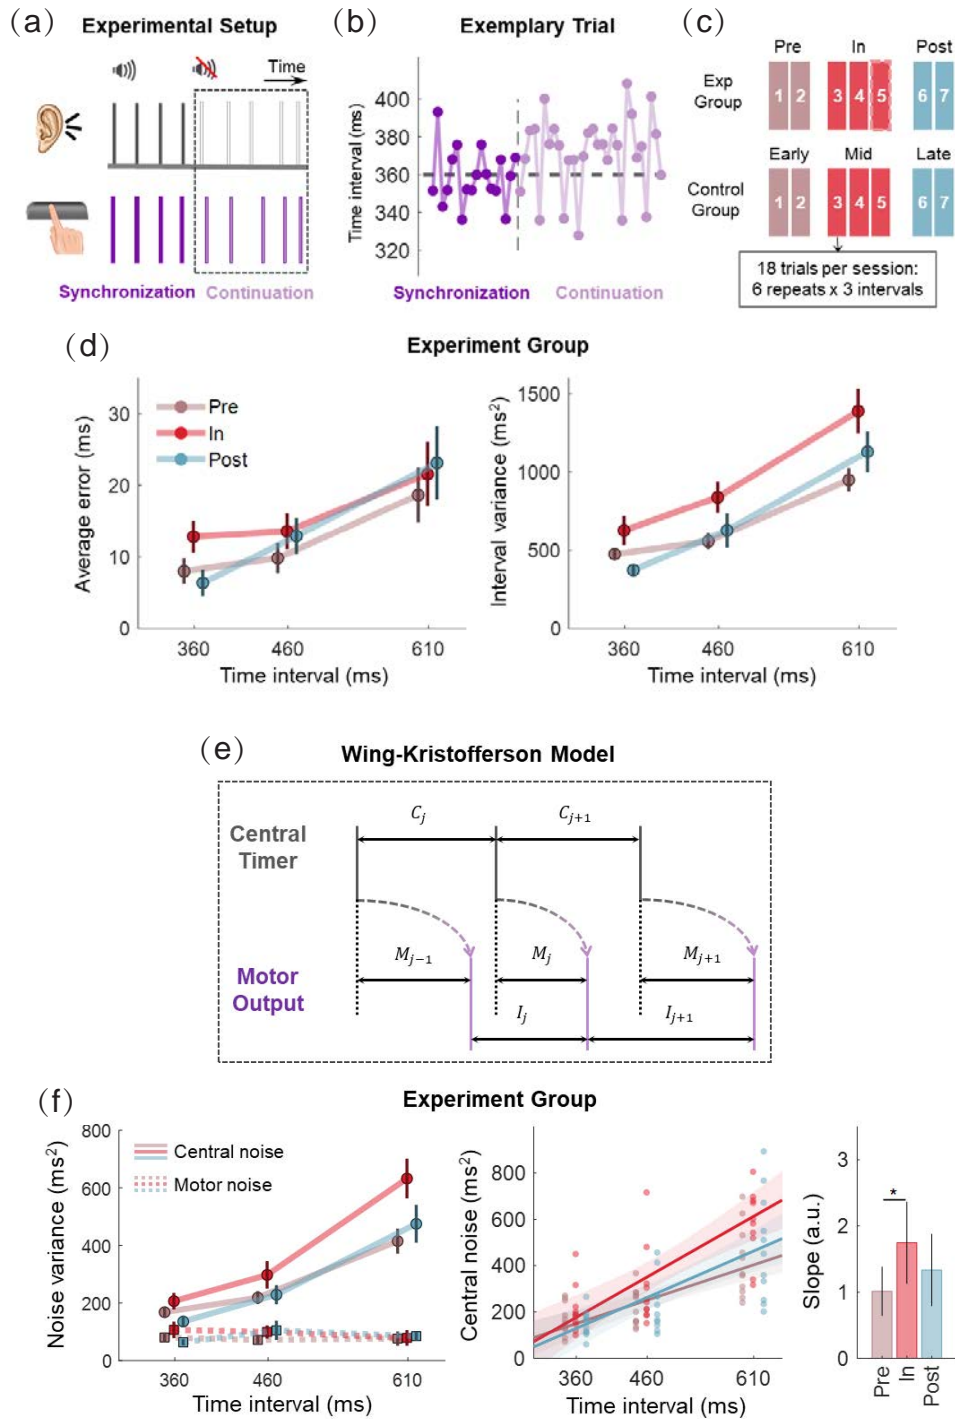 (a) Experimental Setup
Time
Synchronization Continuation
(b) Exemplary Trial
Time interval (ms)
400
380
360
340
320
Synchronization Continuation
(c)
Pre In Post
Exp
Group
1 2 3 4 5 6 7
Early Mid Late
Control
Group
1 2 3 4 5 6 7
18 trials per session:
6 repeats x 3 intervals
(d) Experiment Group
Average error (ms)
30
20
10
0
Pre
In
Post
360 460 610
Time interval (ms)
Interval variance (ms²)
1500
1000
500
0
360 460 610
Time interval (ms)
(e) Wing-Kristofferson Model
Central
Timer
C_j C_{j+1}
M_{j-1} M_j M_{j+1}
Motor
Output
I_j I_{j+1}
(f) Experiment Group
Noise variance (ms²)
800
600
400
200
0
Central noise
Motor noise
360 460 610
Time interval (ms)
Central noise (ms²)
800
600
400
200
0
360 460 610
Time interval (ms)
Slope (a.u.)
3
2
1
0
*
Pre In Post